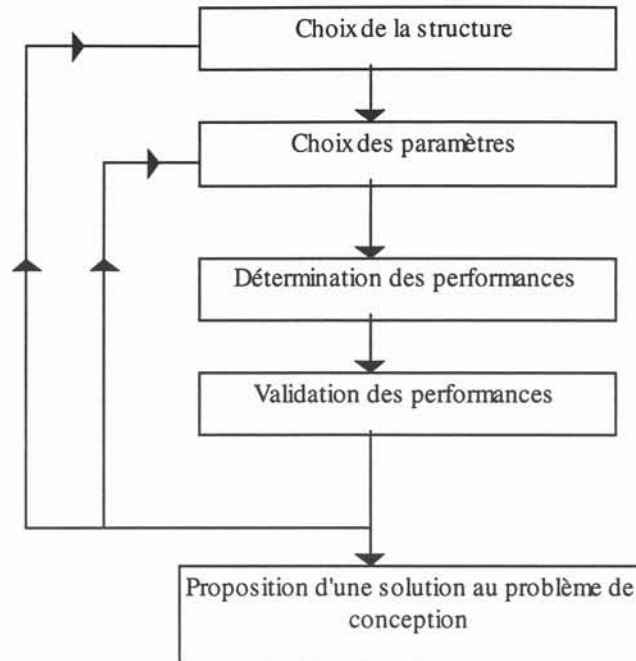 Choix de la structure
Choix des paramètres
Détermination des performances
Validation des performances
Proposition d'une solution au problème de
conception